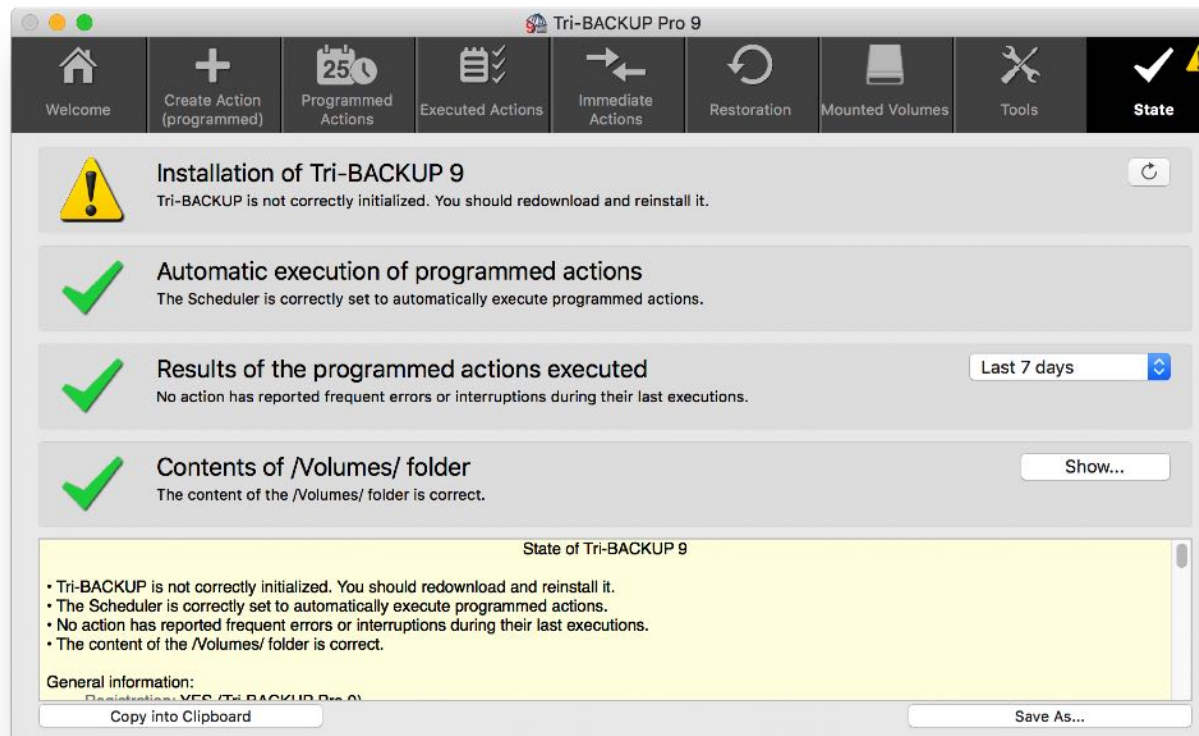 Tri-BACKUP Pro 9
Welcome
Create Action
(programmed)
25
Programmed
Actions
Executed Actions
Immediate
Actions
Restoration
Mounted Volumes
Tools
State
Installation of Tri-BACKUP 9
Tri-BACKUP is not correctly initialized. You should redownload and reinstall it.
Automatic execution of programmed actions
The Scheduler is correctly set to automatically execute programmed actions.
Results of the programmed actions executed
Last 7 days
No action has reported frequent errors or interruptions during their last executions.
Contents of /Volumes/ folder
Show...
The content of the /Volumes/ folder is correct.
State of Tri-BACKUP 9
• Tri-BACKUP is not correctly initialized. You should redownload and reinstall it.
• The Scheduler is correctly set to automatically execute programmed actions.
• No action has reported frequent errors or interruptions during their last executions.
• The content of the /Volumes/ folder is correct.
General information:
Registration: YES (Tri-BACKUP Pro 9)
Copy into Clipboard
Save As...